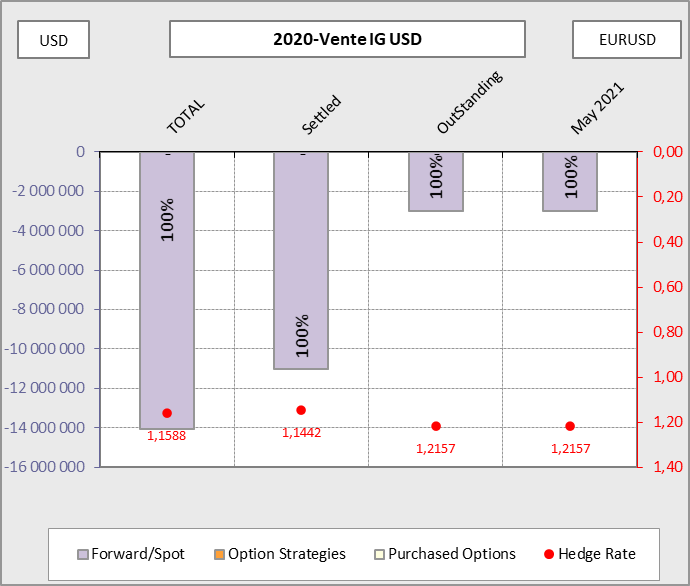 USD
2020-Vente IG USD
EURUSD
TOTAL
Settled
OutStanding
May 2021
0
-2 000 000
-4 000 000
-6 000 000
-8 000 000
-10 000 000
-12 000 000
-14 000 000
-16 000 000
100%
100%
100%
100%
1,1588
1,1442
1,2157
1,2157
0,00
0,20
0,40
0,60
0,80
1,00
1,20
1,40
Forward/Spot
Option Strategies
Purchased Options
Hedge Rate